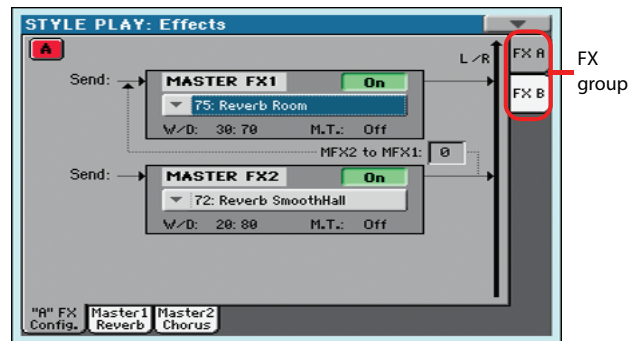 STYLE PLAY: Effects
A
L/R
FX A
FX B
FX
group
Send:
MASTER FX1
On
75: Reverb Room
W/D: 30:70
M.T.: Off
MFX2 to MFX1: 0
Send:
MASTER FX2
On
72: Reverb SmoothHall
W/D: 20:80
M.T.: Off
"A" FX
Config.
Master1
Reverb
Master2
Chorus